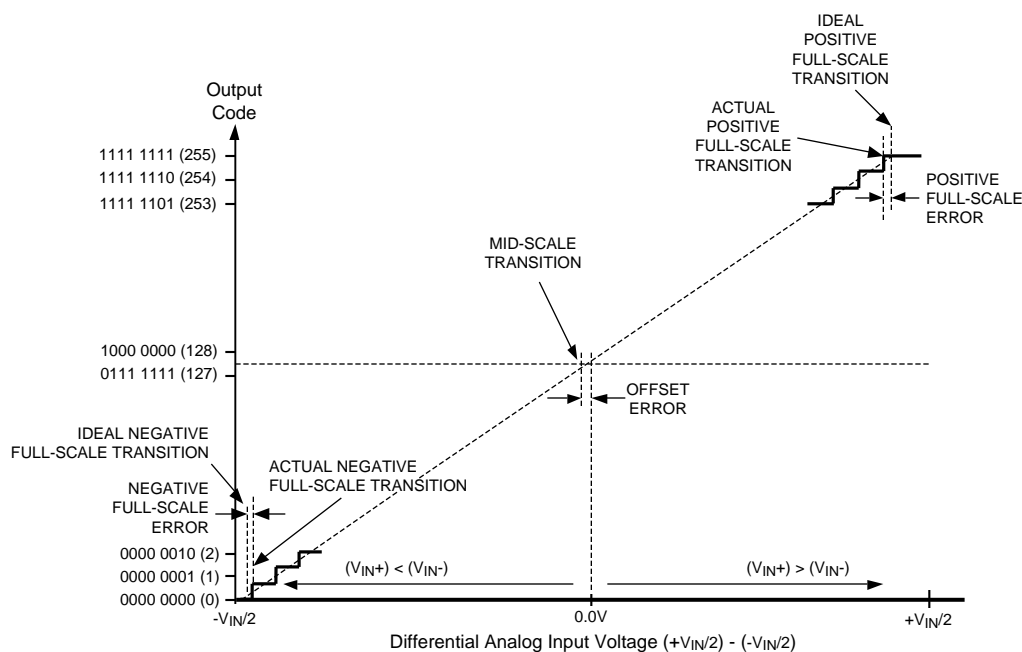 IDEAL
POSITIVE
FULL-SCALE
TRANSITION
Output
Code
ACTUAL
POSITIVE
FULL-SCALE
TRANSITION
1111 1111 (255)
1111 1110 (254)
1111 1101 (253)
POSITIVE
FULL-SCALE
ERROR
MID-SCALE
TRANSITION
1000 0000 (128)
0111 1111 (127)
OFFSET
ERROR
IDEAL NEGATIVE
FULL-SCALE TRANSITION
ACTUAL NEGATIVE
FULL-SCALE TRANSITION
NEGATIVE
FULL-SCALE
ERROR
0000 0010 (2)
0000 0001 (1)
0000 0000 (0)
(VIN+) < (VIN-)
(VIN+) > (VIN-)
-VIN/2
0.0V
+VIN/2
Differential Analog Input Voltage (+VIN/2) - (-VIN/2)